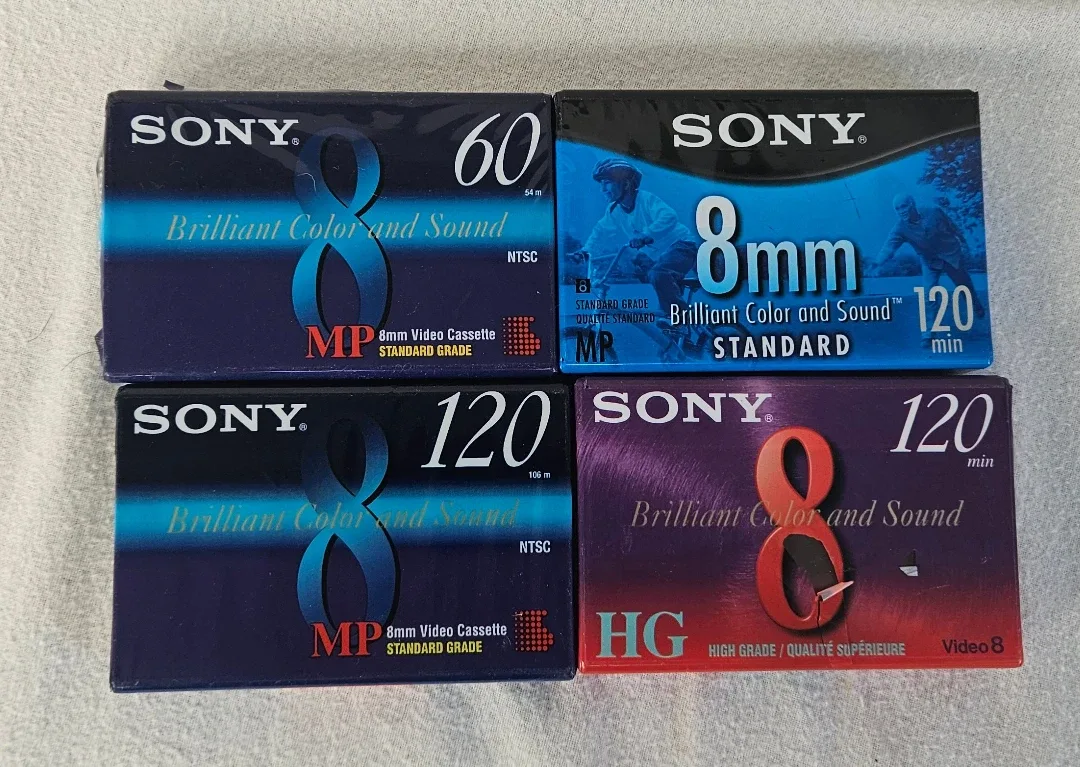 SONY® 60
54 m
8
Brilliant Color and Sound
NTSC
MP 8mm Video Cassette
STANDARD GRADE
SONY®
8mm
8
STANDARD GRADE
QUALITÉ STANDARD
MP
Brilliant Color and Sound™
STANDARD
120
min
SONY® 120
106 m
8
Brilliant Color and Sound
NTSC
MP 8mm Video Cassette
STANDARD GRADE
SONY® 120
min
8
Brilliant Color and Sound
HG HIGH GRADE / QUALITÉ SUPÉRIEURE
Video 8